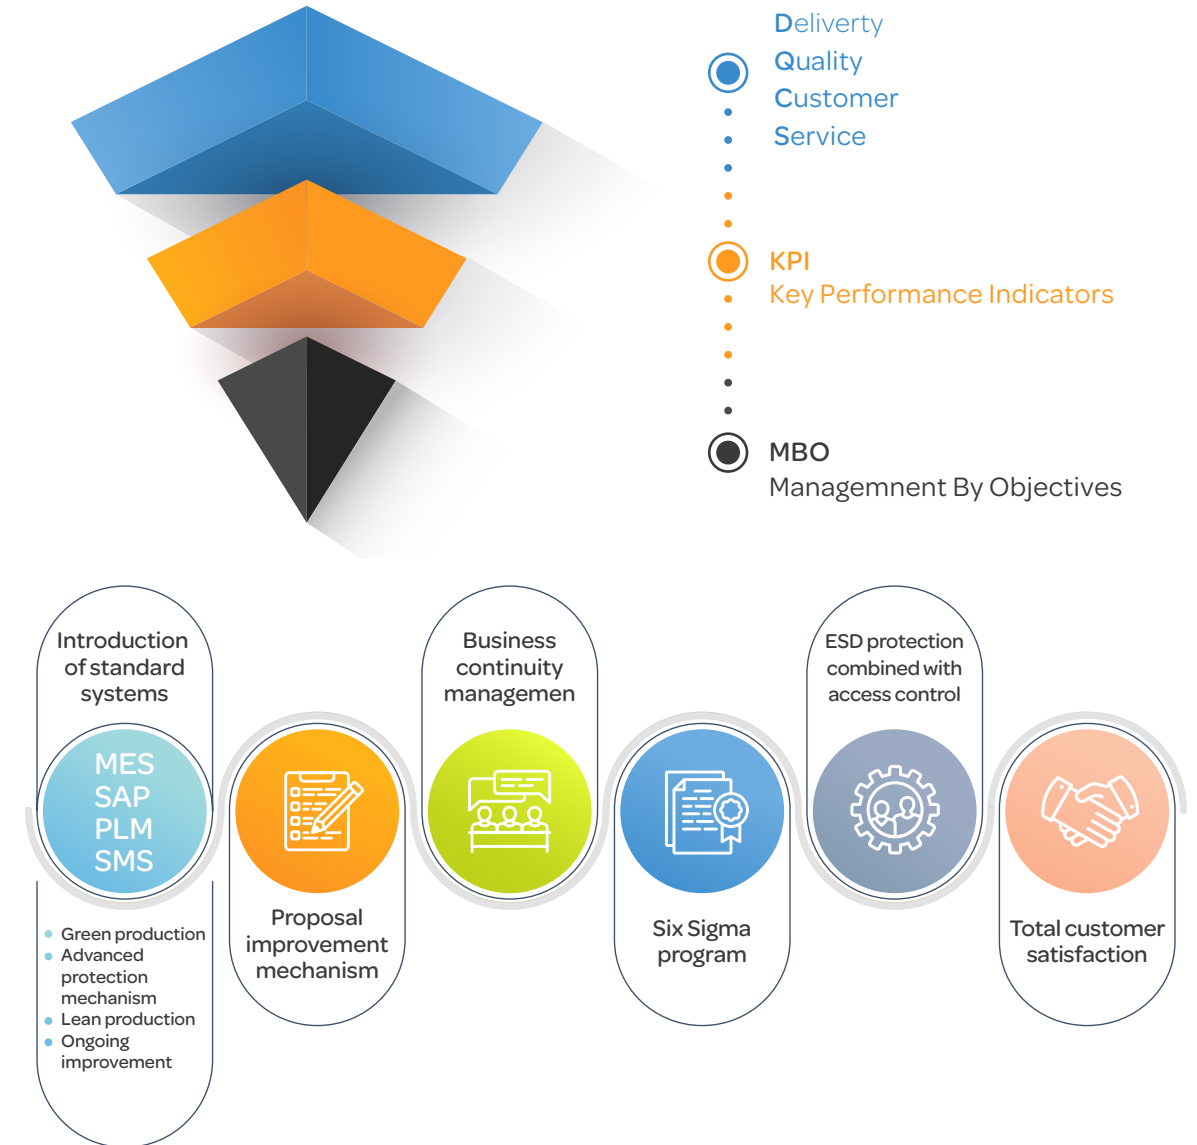 Deliverty
Quality
Customer
Service
KPI
Key Performance Indicators
MBO
Managemnent By Objectives
Introduction
of standard
systems
MES
SAP
PLM
SMS
Green production
Advanced
protection
mechanism
Lean production
Ongoing
improvement
Proposal
improvement
mechanism
Business
continuity
managemen
Six Sigma
program
ESD protection
combined with
access control
Total customer
satisfaction